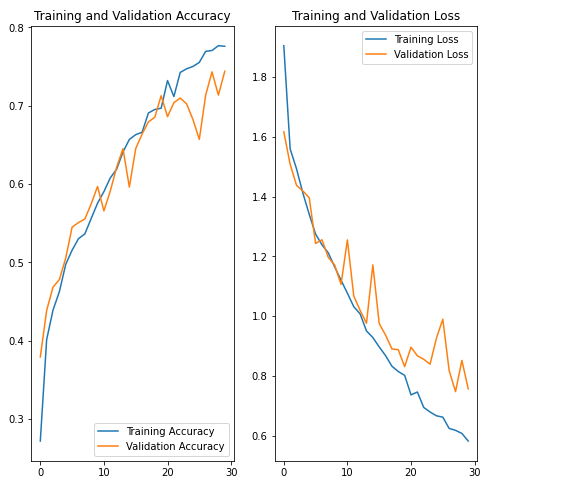 Training and Validation Accuracy
0.8
0.7
0.6
0.5
0.4
0.3
Training Accuracy
Validation Accuracy
0 10 20 30
Training and Validation Loss
Training Loss
Validation Loss
1.8
1.6
1.4
1.2
1.0
0.8
0.6
0 10 20 30